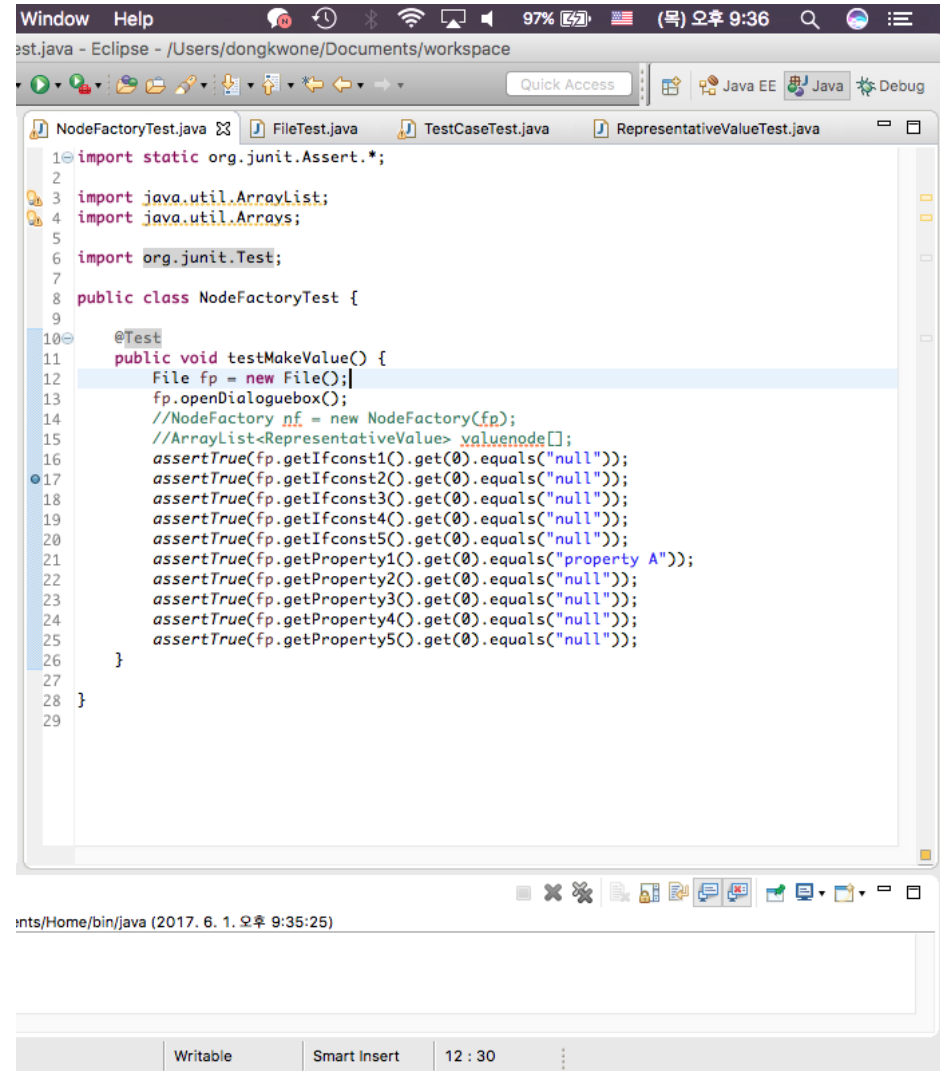 Window Help 97% (목) 오후 9:36
est.java - Eclipse - /Users/dongkwone/Documents/workspace
Quick Access Java EE Java Debug
NodeFactoryTest.java FileTest.java TestCaseTest.java RepresentativeValueTest.java
1 import static org.junit.Assert.*;
2
3 import java.util.ArrayList;
4 import java.util.Arrays;
5
6 import org.junit.Test;
7
8 public class NodeFactoryTest {
9
10 @Test
11 public void testMakeValue() {
12 File fp = new File();
13 fp.openDialoguebox();
14 //NodeFactory nf = new NodeFactory(fp);
15 //ArrayList<RepresentativeValue> valuenode[];
16 assertTrue(fp.getIfconst1().get(0).equals("null"));
17 assertTrue(fp.getIfconst2().get(0).equals("null"));
18 assertTrue(fp.getIfconst3().get(0).equals("null"));
19 assertTrue(fp.getIfconst4().get(0).equals("null"));
20 assertTrue(fp.getIfconst5().get(0).equals("null"));
21 assertTrue(fp.getProperty1().get(0).equals("property A"));
22 assertTrue(fp.getProperty2().get(0).equals("null"));
23 assertTrue(fp.getProperty3().get(0).equals("null"));
24 assertTrue(fp.getProperty4().get(0).equals("null"));
25 assertTrue(fp.getProperty5().get(0).equals("null"));
26 }
27
28 }
29
ents/Home/bin/java (2017. 6. 1. 오후 9:35:25)
Writable Smart Insert 12 : 30